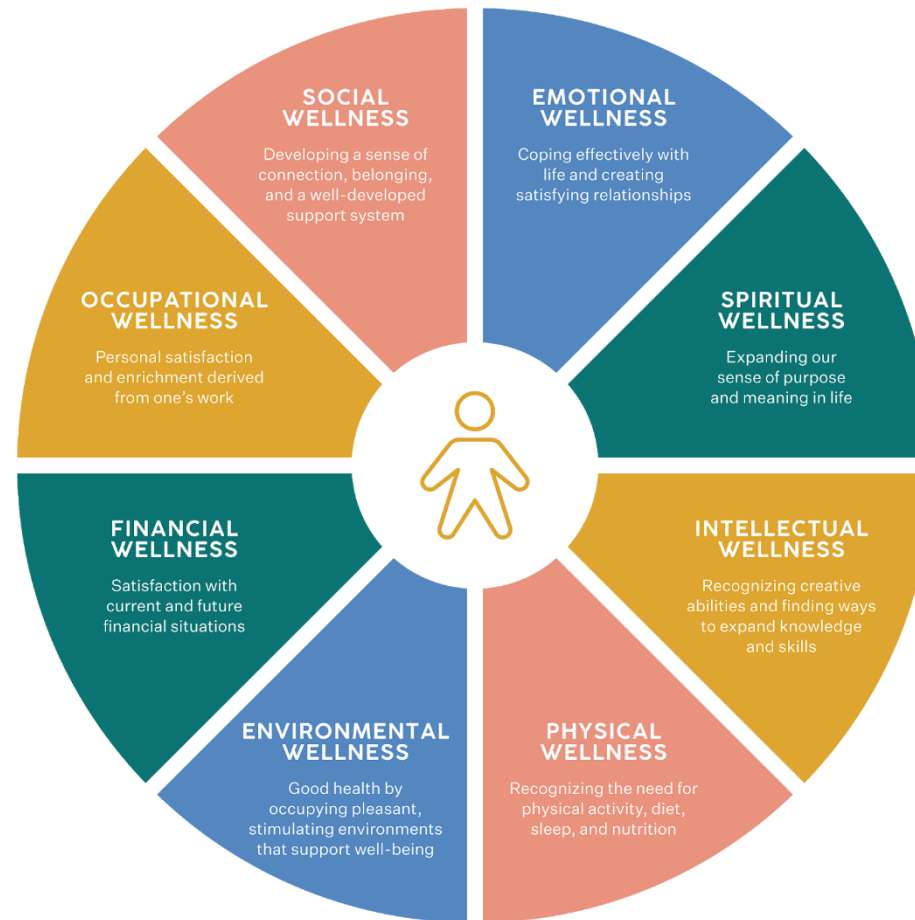 SOCIAL
WELLNESS
Developing a sense of
connection, belonging,
and a well-developed
support system
EMOTIONAL
WELLNESS
Coping effectively with
life and creating
satisfying relationships
SPIRITUAL
WELLNESS
Expanding our
sense of purpose
and meaning in life
INTELLECTUAL
WELLNESS
Recognizing creative
abilities and finding ways
to expand knowledge
and skills
PHYSICAL
WELLNESS
Recognizing the need for
physical activity, diet,
sleep, and nutrition
ENVIRONMENTAL
WELLNESS
Good health by
occupying pleasant,
stimulating environments
that support well-being
FINANCIAL
WELLNESS
Satisfaction with
current and future
financial situations
OCCUPATIONAL
WELLNESS
Personal satisfaction
and enrichment derived
from one’s work